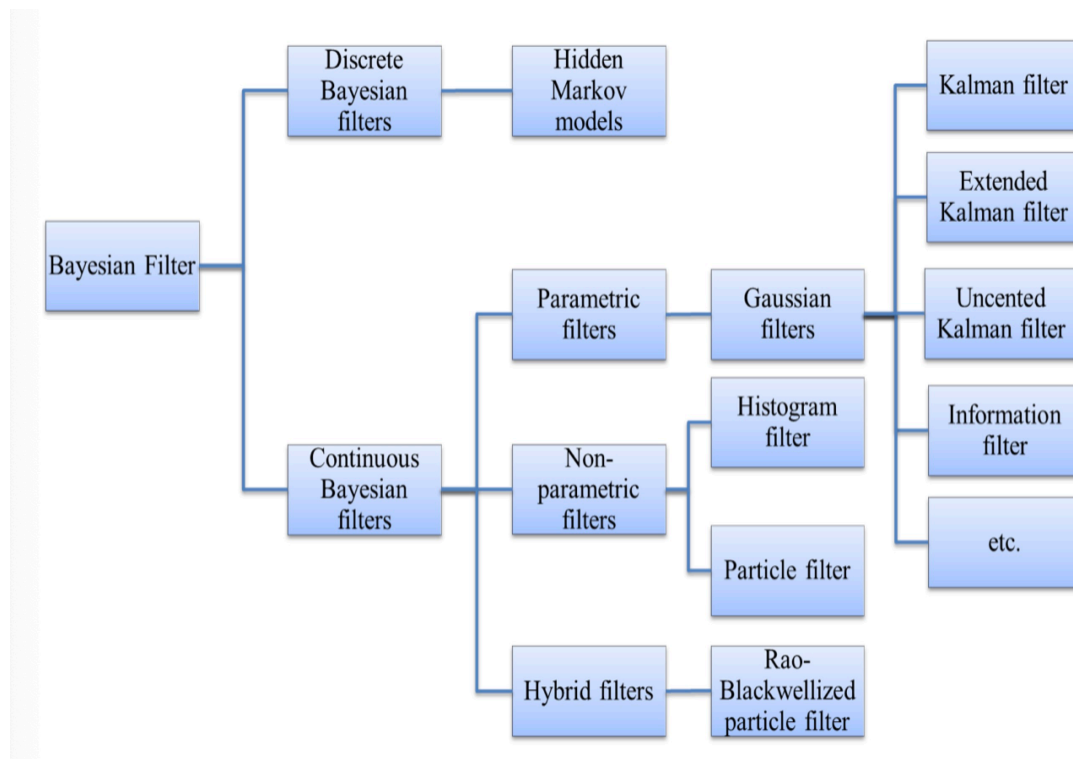 Discrete
Bayesian
filters
Hidden
Markov
models
Kalman filter
Extended
Kalman filter
Bayesian Filter
Parametric
filters
Gaussian
filters
Uncented
Kalman filter
Histogram
filter
Information
filter
Continuous
Bayesian
filters
Non-
parametric
filters
etc.
Particle filter
Hybrid filters
Rao-
Blackwellized
particle filter